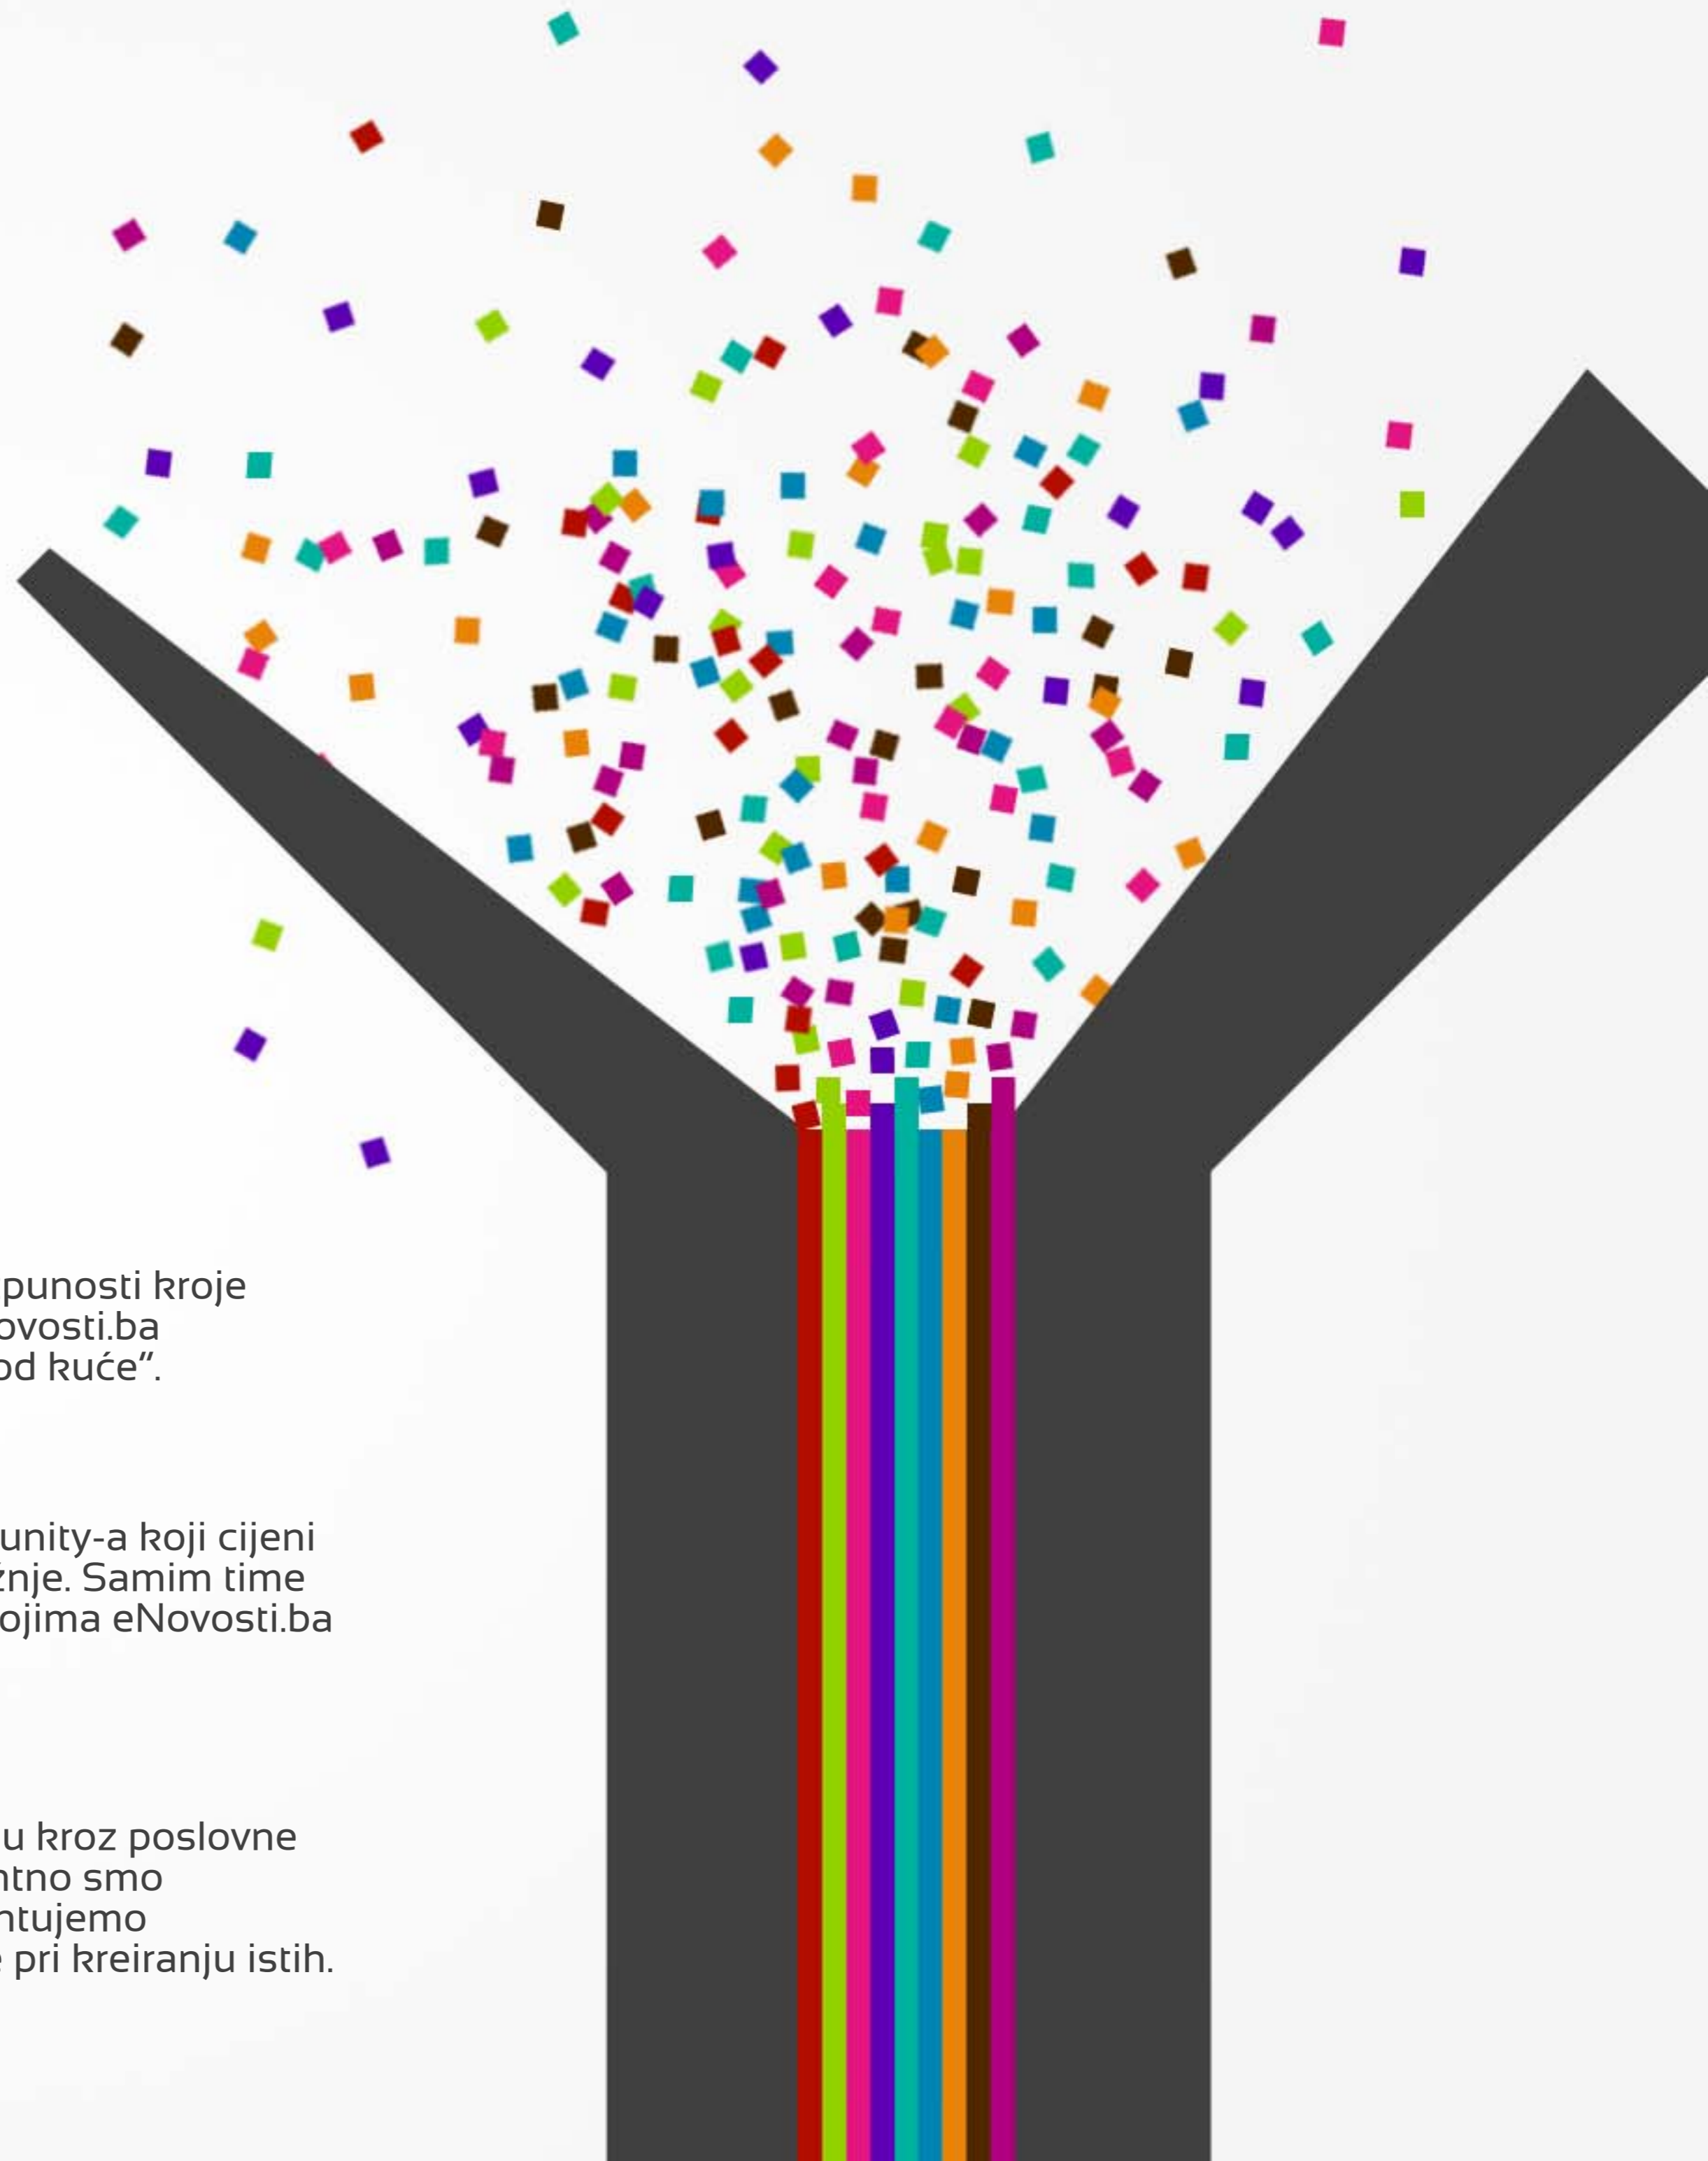 punosti kroje
ovosti.ba
od kuće“.
unity-a koji cijeni
žnje. Samim time
ojima eNovosti.ba
u kroz poslovne
ntno smo
ntujemo
e pri kreiranju istih.